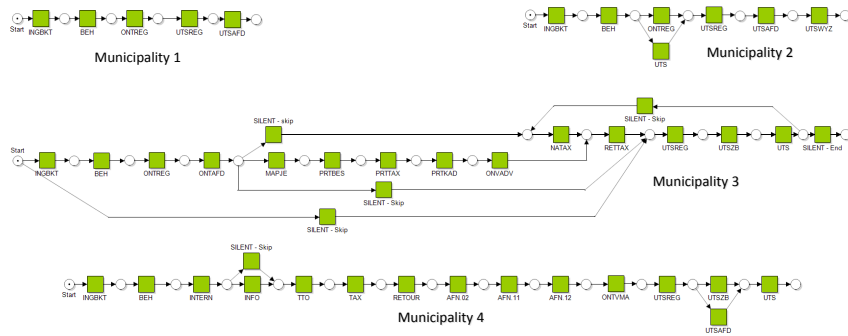 Start INGBKT BEH ONTREG UTSREG UTSAFD
Municipality 1
Start INGBKT BEH ONTREG UTSREG UTSAFD UTSWYZ
UTS
Municipality 2
SILENT - skip
SILENT - Skip
Start
NATAX RETTAX UTSREG UTSZB UTS SILENT - End
INGBKT BEH ONTREG ONTAFD MAPJE PRTBES PRTTAX PRTKAD ONVADV
Municipality 3
SILENT - Skip
SILENT - Skip
SILENT - Skip
Start INGBKT BEH INTERN INFO TTO TAX RETOUR AFN.02 AFN.11 AFN.12 ONTVMA UTSREG UTSZB UTS
Municipality 4
UTSAFD